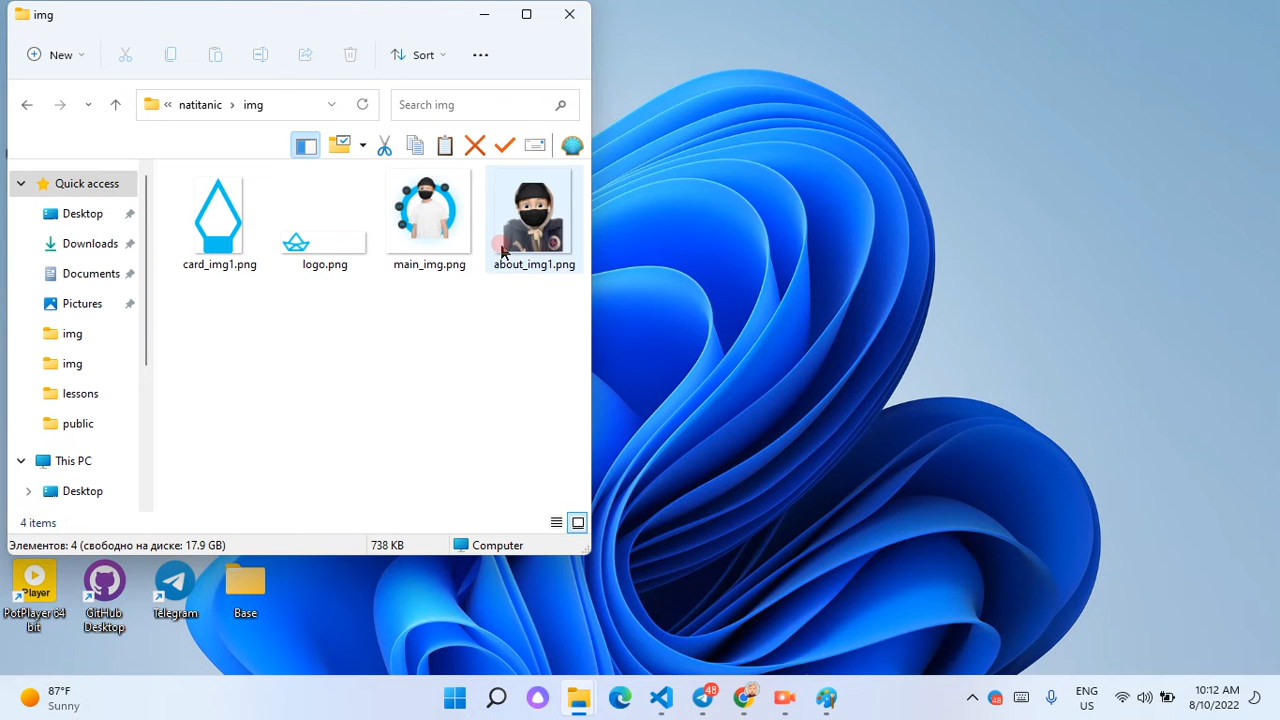 img
New
Sort
« natitanic > img
Search img
Quick access
Desktop
Downloads
Documents
Pictures
img
img
lessons
public
This PC
Desktop
card_img1.png
logo.png
main_img.png
about_img1.png
4 items
Элементов: 4 (свободно на диске: 17.9 GB)
738 KB
Computer
Player
PotPlayer 64 bit
GitHub Desktop
Telegram
Base
87°F
Sunny
48
48
ENG
US
10:12 AM
8/10/2022